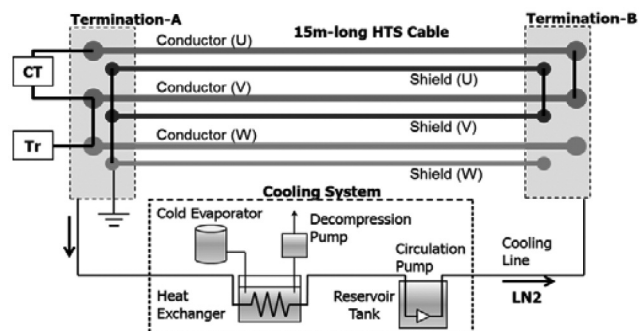 Termination-A
Termination-B
Conductor (U)
15m-long HTS Cable
CT
Shield (U)
Conductor (V)
Shield (V)
Tr
Conductor (W)
Shield (W)
Cooling System
Cold Evaporator
Decompression
Pump
Circulation
Pump
Cooling
Line
Heat
Exchanger
Reservoir
Tank
LN2